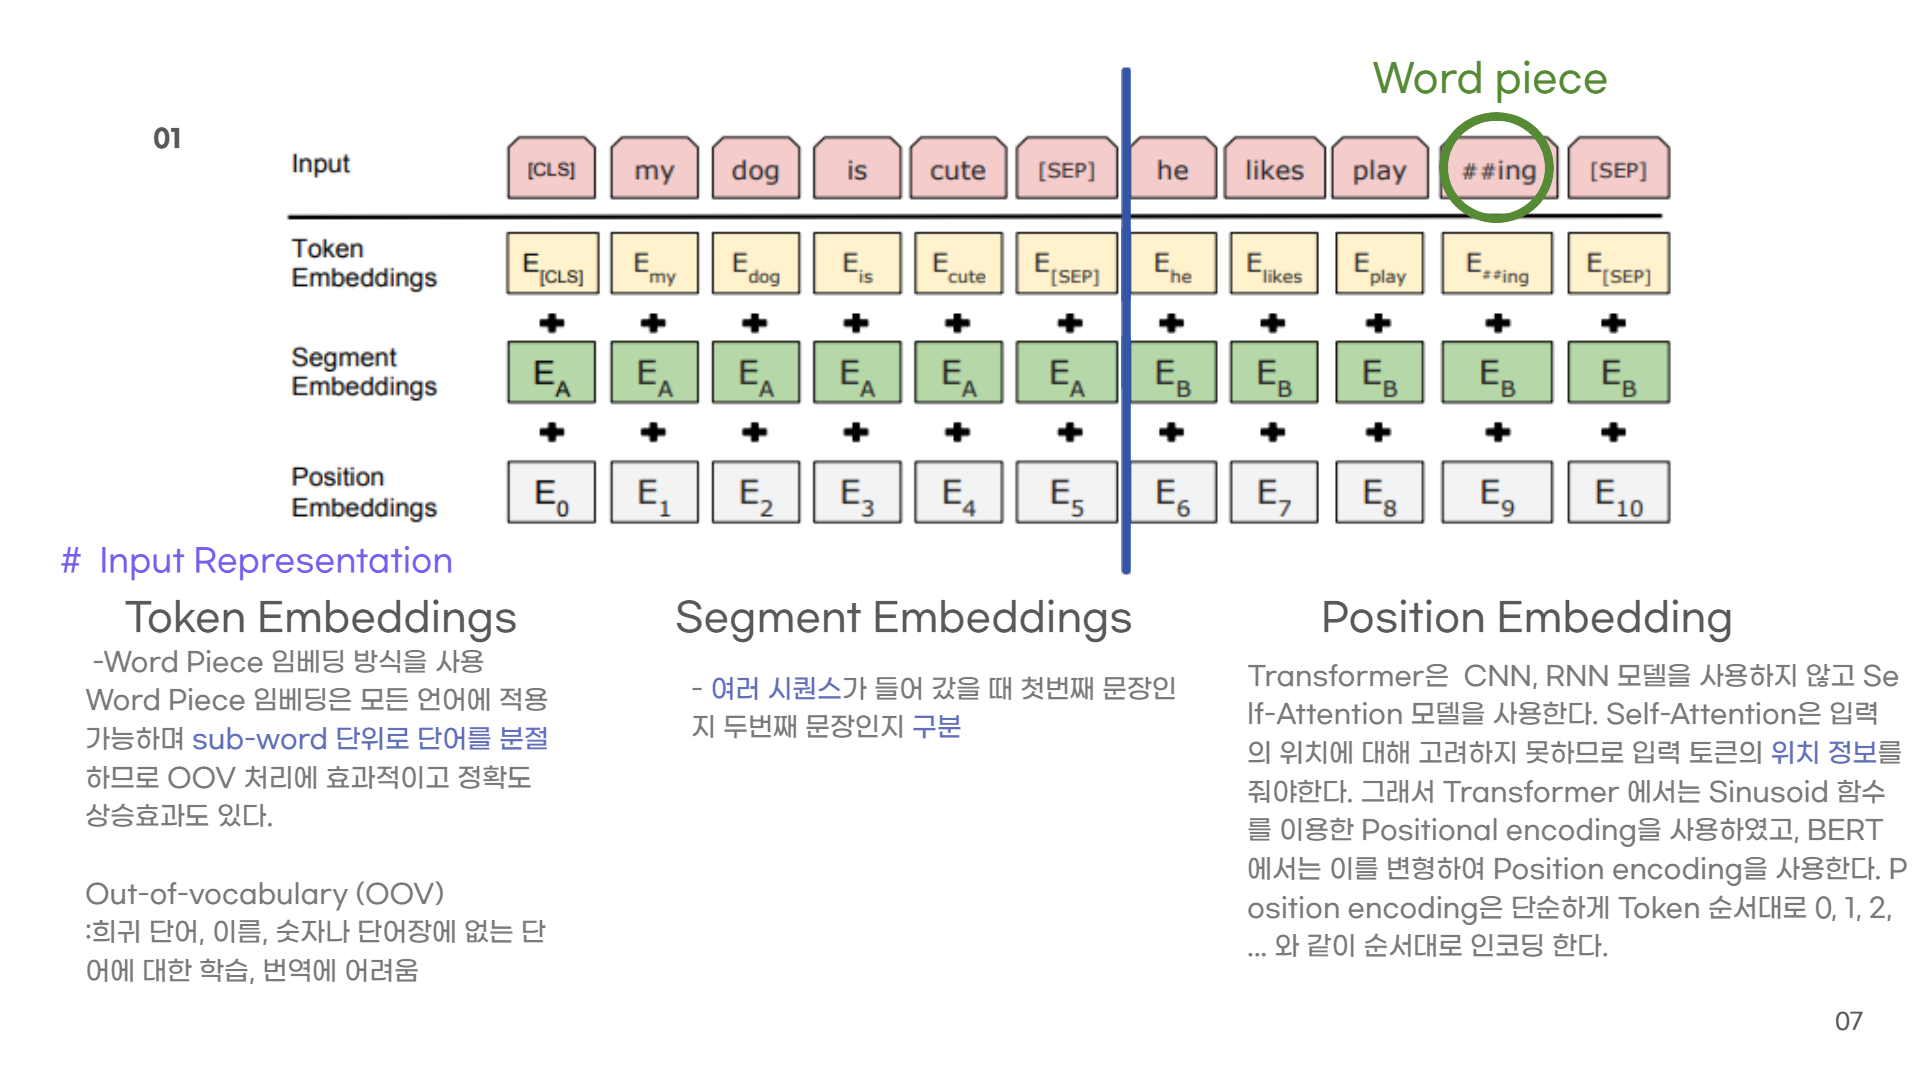 Word piece
01
Input [CLS] my dog is cute [SEP] he likes play ##ing [SEP]
Token
Embeddings
E[CLS] Emy Edog Eis Ecute E[SEP] Ehe Elikes Eplay E##ing E[SEP]
+ + + + + + + + + + +
Segment
Embeddings
EA EA EA EA EA EA EB EB EB EB EB
+ + + + + + + + + + +
Position
Embeddings
E0 E1 E2 E3 E4 E5 E6 E7 E8 E9 E10
# Input Representation
Token Embeddings
-Word Piece 임베딩 방식을 사용
Word Piece 임베딩은 모든 언어에 적용
가능하며 sub-word 단위로 단어를 분절
하므로 OOV 처리에 효과적이고 정확도
상승효과도 있다.
Out-of-vocabulary (OOV)
:희귀 단어, 이름, 숫자나 단어장에 없는 단
어에 대한 학습, 번역에 어려움
Segment Embeddings
- 여러 시퀀스가 들어 갔을 때 첫번째 문장인
지 두번째 문장인지 구분
Position Embedding
Transformer은 CNN, RNN 모델을 사용하지 않고 Se
lf-Attention 모델을 사용한다. Self-Attention은 입력
의 위치에 대해 고려하지 못하므로 입력 토큰의 위치 정보를
줘야한다. 그래서 Transformer 에서는 Sinusoid 함수
를 이용한 Positional encoding을 사용하였고, BERT
에서는 이를 변형하여 Position encoding을 사용한다. P
osition encoding은 단순하게 Token 순서대로 0, 1, 2,
... 와 같이 순서대로 인코딩 한다.
07